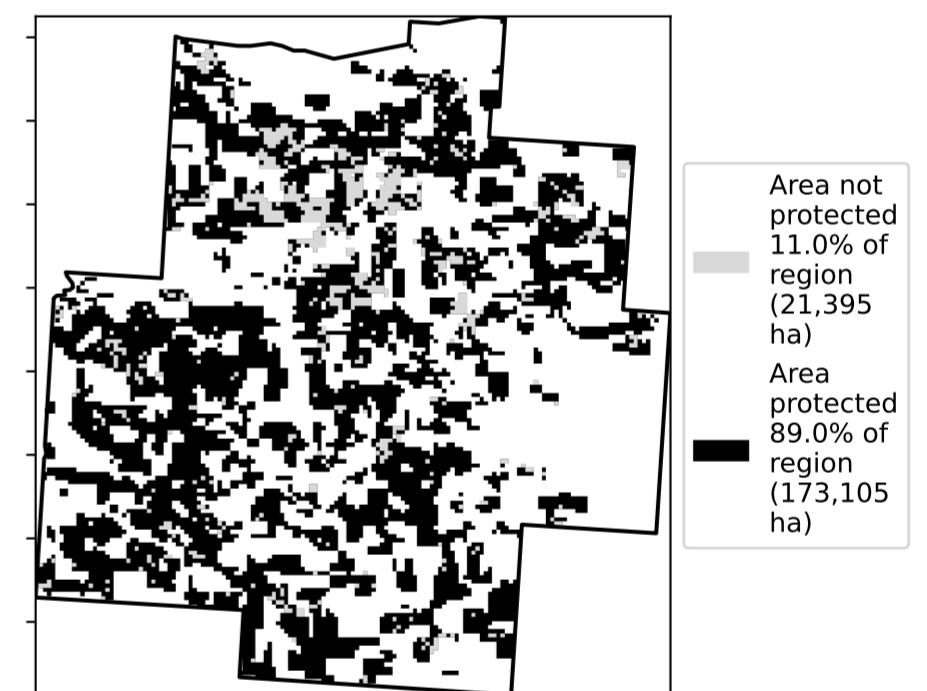 Area not
protected
11.0% of
region
(21,395
ha)
Area
protected
89.0% of
region
(173,105
ha)